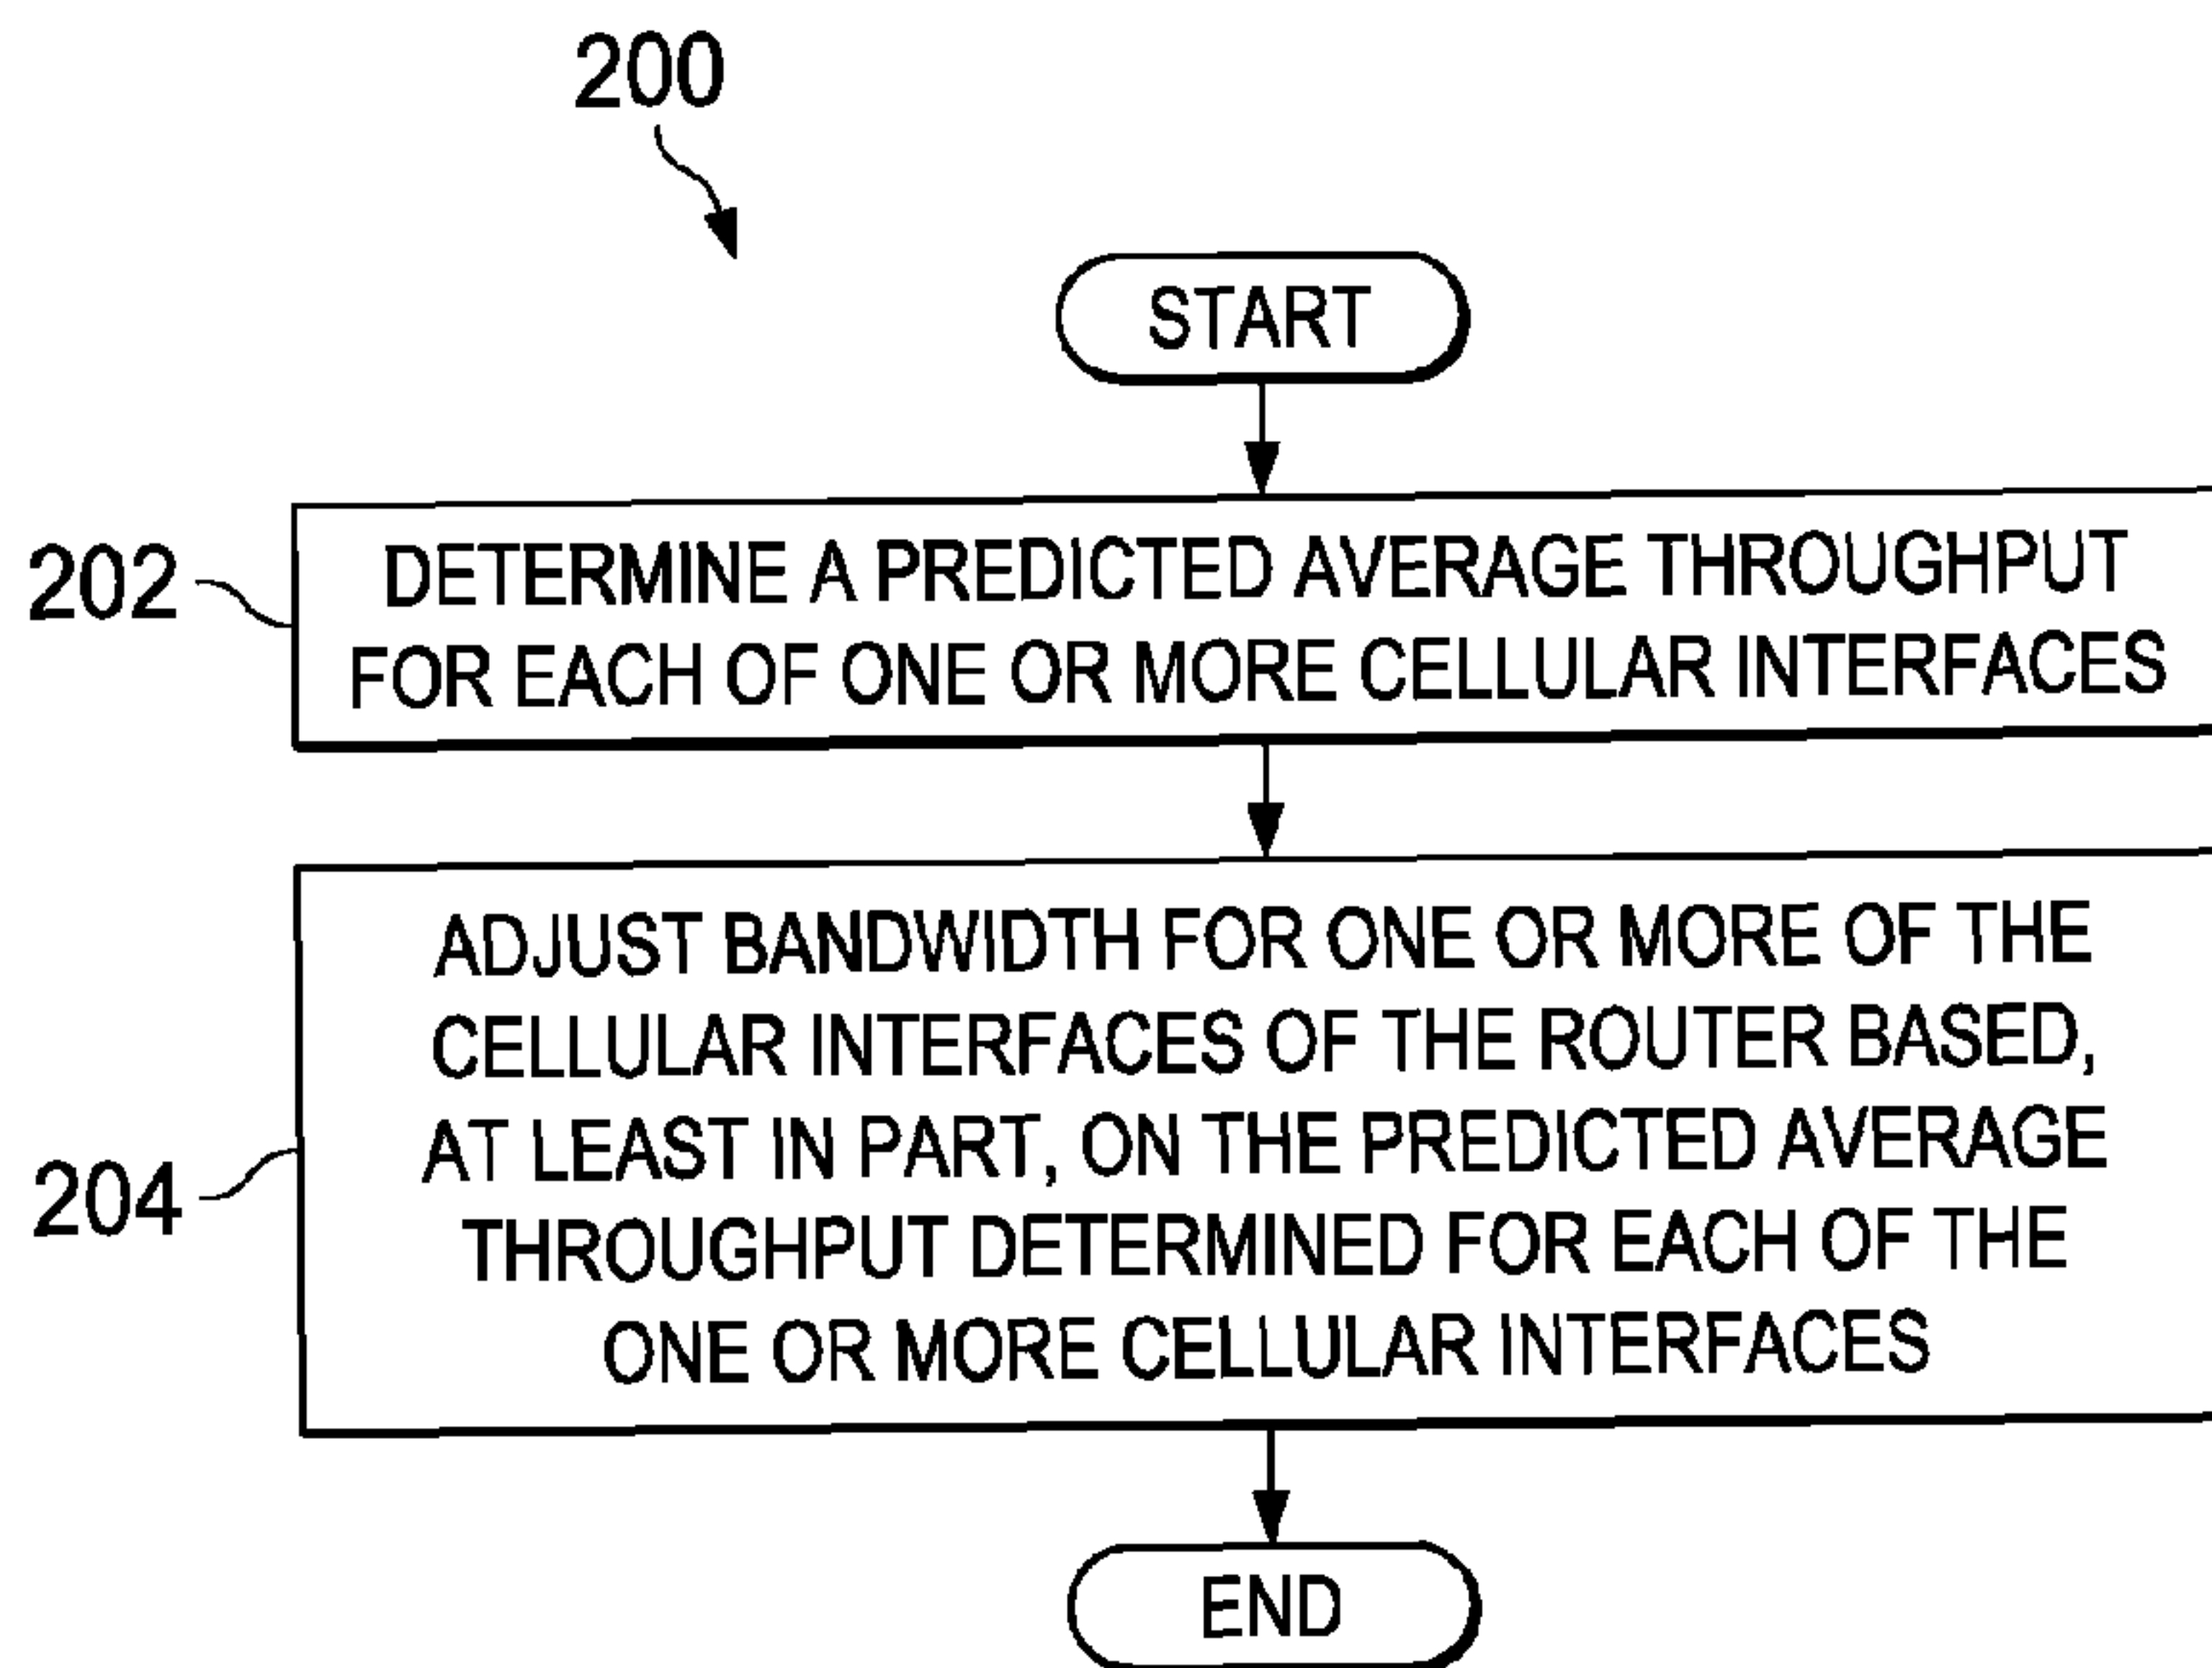 200
START
202
DETERMINE A PREDICTED AVERAGE THROUGHPUT
FOR EACH OF ONE OR MORE CELLULAR INTERFACES
204
ADJUST BANDWIDTH FOR ONE OR MORE OF THE
CELLULAR INTERFACES OF THE ROUTER BASED,
AT LEAST IN PART, ON THE PREDICTED AVERAGE
THROUGHPUT DETERMINED FOR EACH OF THE
ONE OR MORE CELLULAR INTERFACES
END